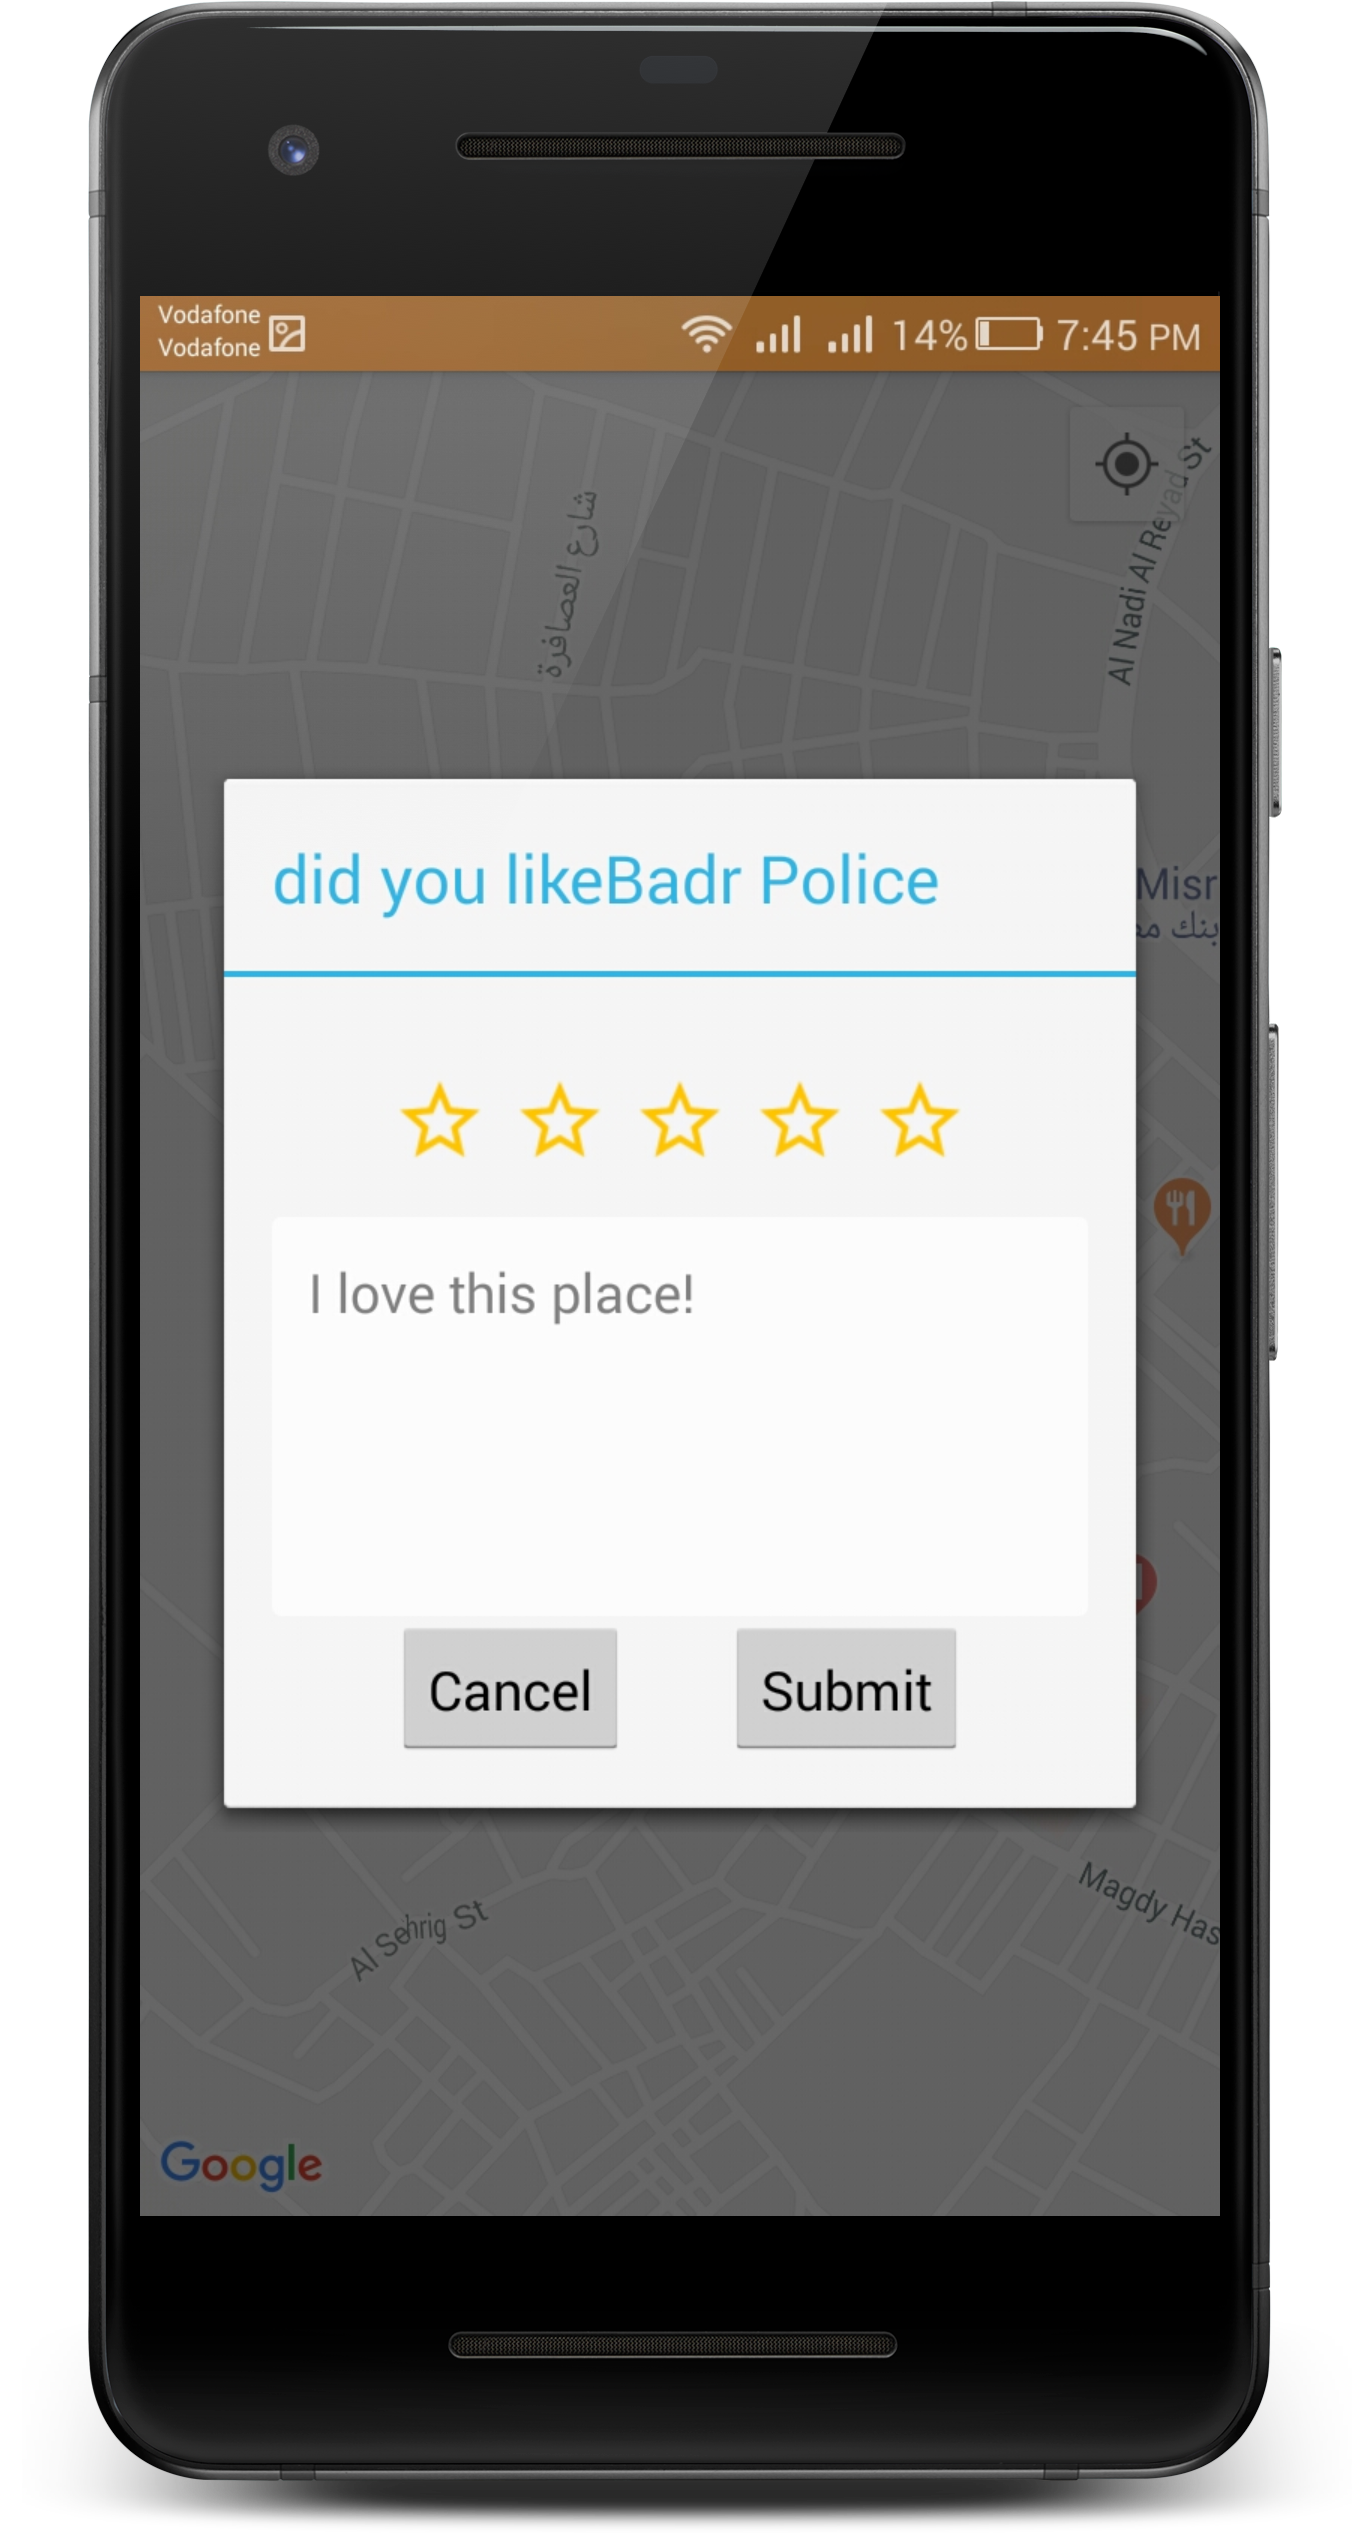 Vodafone
Vodafone
14%
7:45 PM
شارع العصافرة
Al Nadi Al Reyad St
did you likeBadr Police
Misr
بنك مص
I love this place!
Cancel
Submit
Al Sehrig St
Magdy Has
Google